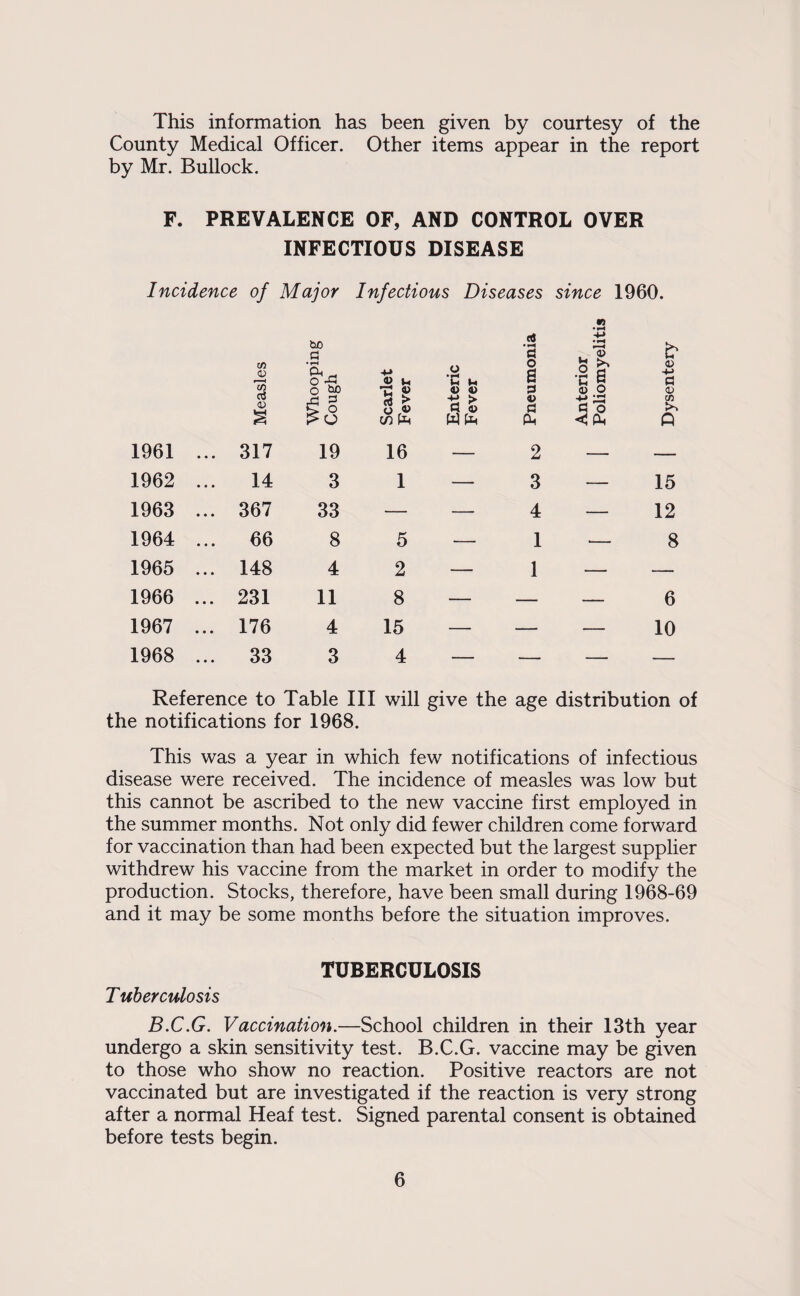 This information has been given by courtesy of the
County Medical Officer. Other items appear in the report
by Mr. Bullock.
F. PREVALENCE OF, AND CONTROL OVER
INFECTIOUS DISEASE
Incidence of Major Infectious Diseases since 1960.
Measles Whooping Cough Scarlet Fever Enteric Fever Pneumonia Anterior Poliomyelitis Dysentery
1961 ... 317 19 16 — 2 — —
1962 ... 14 3 1 — 3 — 15
1963 ... 367 33 — — 4 — 12
1964 ... 66 8 5 — 1 — 8
1965 ... 148 4 2 — 1 — —
1966 ... 231 11 8 — — — 6
1967 ... 176 4 15 — — — 10
1968 ... 33 3 4 — — — —
Reference to Table III will give the age distribution of
the notifications for 1968.
This was a year in which few notifications of infectious
disease were received. The incidence of measles was low but
this cannot be ascribed to the new vaccine first employed in
the summer months. Not only did fewer children come forward
for vaccination than had been expected but the largest supplier
withdrew his vaccine from the market in order to modify the
production. Stocks, therefore, have been small during 1968-69
and it may be some months before the situation improves.
TUBERCULOSIS
Tuberculosis
B.C.G. Vaccination.—School children in their 13th year
undergo a skin sensitivity test. B.C.G. vaccine may be given
to those who show no reaction. Positive reactors are not
vaccinated but are investigated if the reaction is very strong
after a normal Heaf test. Signed parental consent is obtained
before tests begin.
6